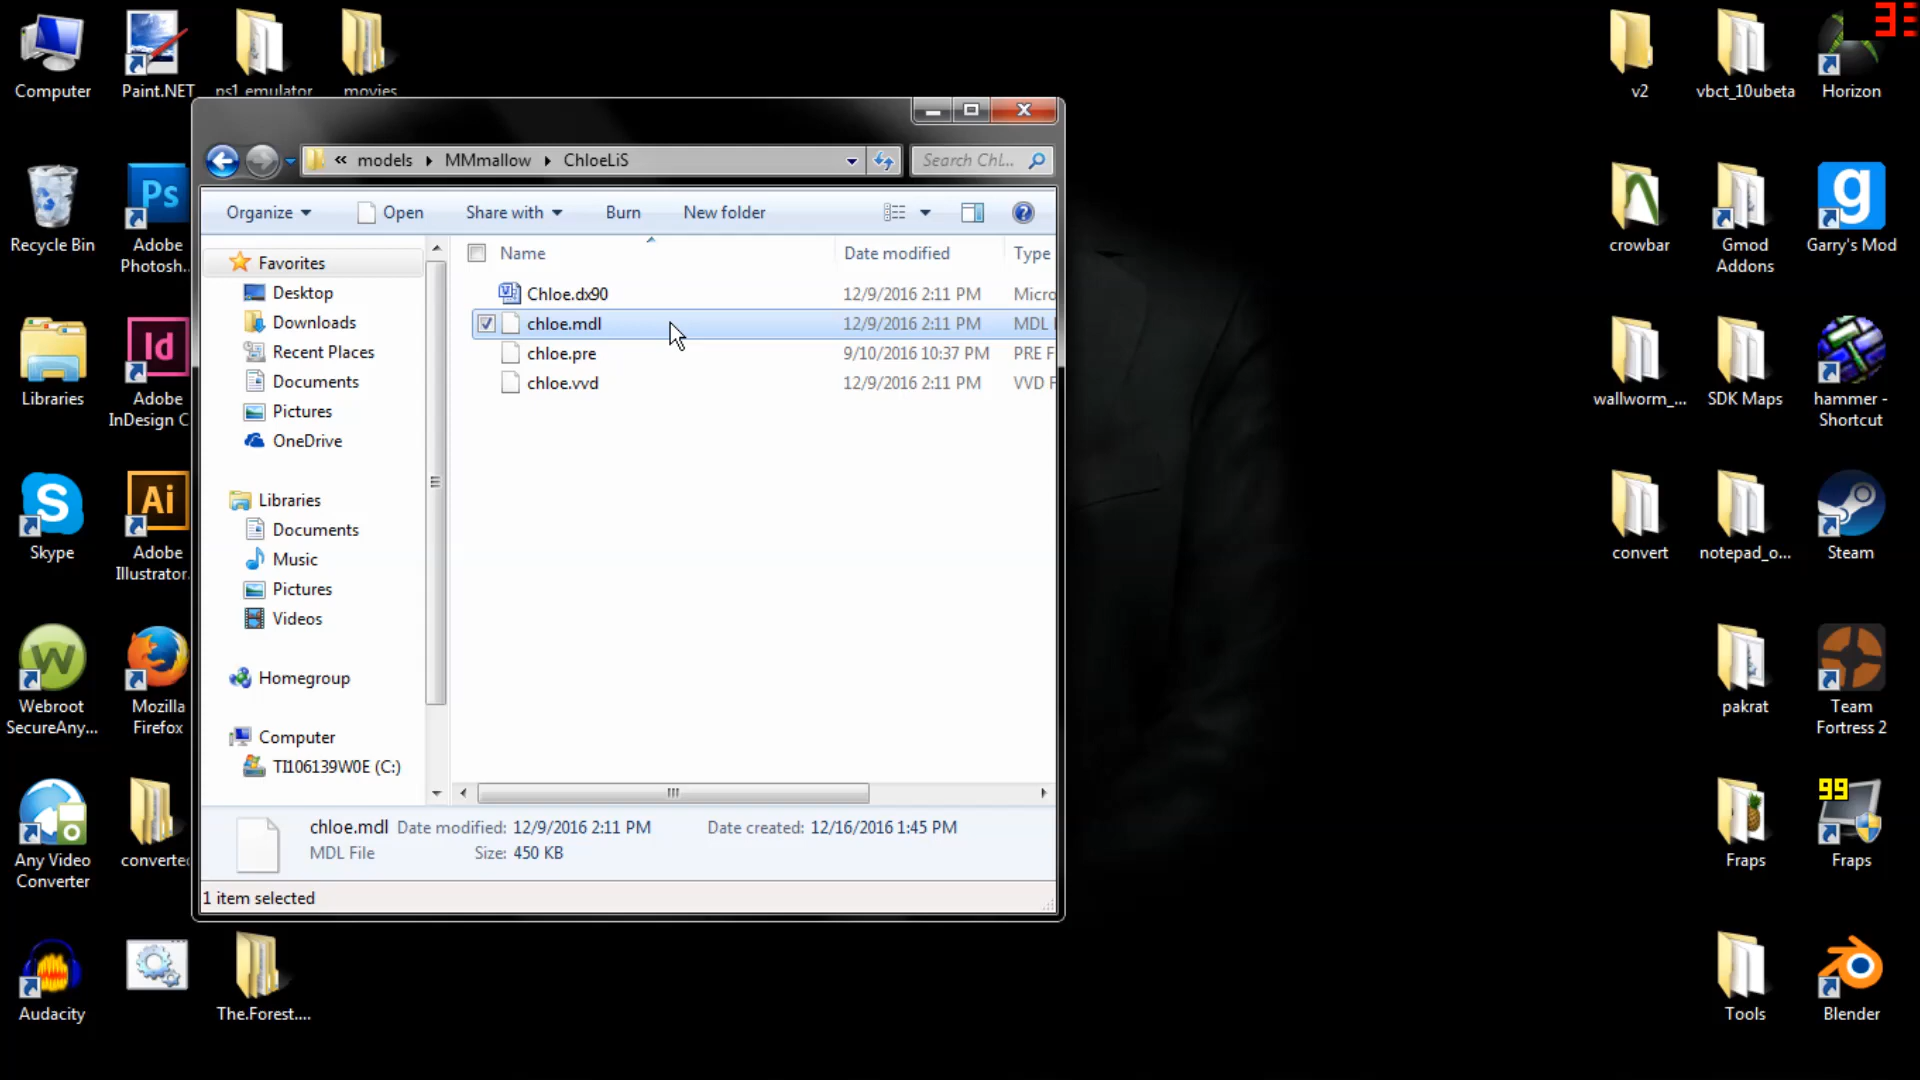 Computer
Paint.NET
ps1 emulator
movies
v2
vbct_10ubeta
Horizon
3
« models ▸ MMmallow ▸ ChloeLiS
Search Chl...
Organize
Open
Share with
Burn
New folder
Recycle Bin
Ps
Adobe
Photosh...
crowbar
Gmod
Addons
g
Garry's Mod
Favorites
Desktop
Downloads
Recent Places
Documents
Pictures
OneDrive
Libraries
Documents
Music
Pictures
Videos
Homegroup
Computer
TI106139W0E (C:)
Name
Date modified
Type
Chloe.dx90
12/9/2016 2:11 PM
Micro
chloe.mdl
12/9/2016 2:11 PM
MDL
chloe.pre
9/10/2016 10:37 PM
PRE F
chloe.vvd
12/9/2016 2:11 PM
VVD F
Libraries
Id
Adobe
InDesign C
wallworm_...
SDK Maps
hammer -
Shortcut
S
Skype
Ai
Adobe
Illustrator.
convert
notepad_o...
Steam
W
Webroot
SecureAny...
Mozilla
Firefox
pakrat
Team
Fortress 2
Any Video
Converter
converted
Fraps
99
Fraps
chloe.mdl
Date modified: 12/9/2016 2:11 PM
Date created: 12/16/2016 1:45 PM
MDL File
Size: 450 KB
1 item selected
Audacity
The.Forest....
Tools
Blender